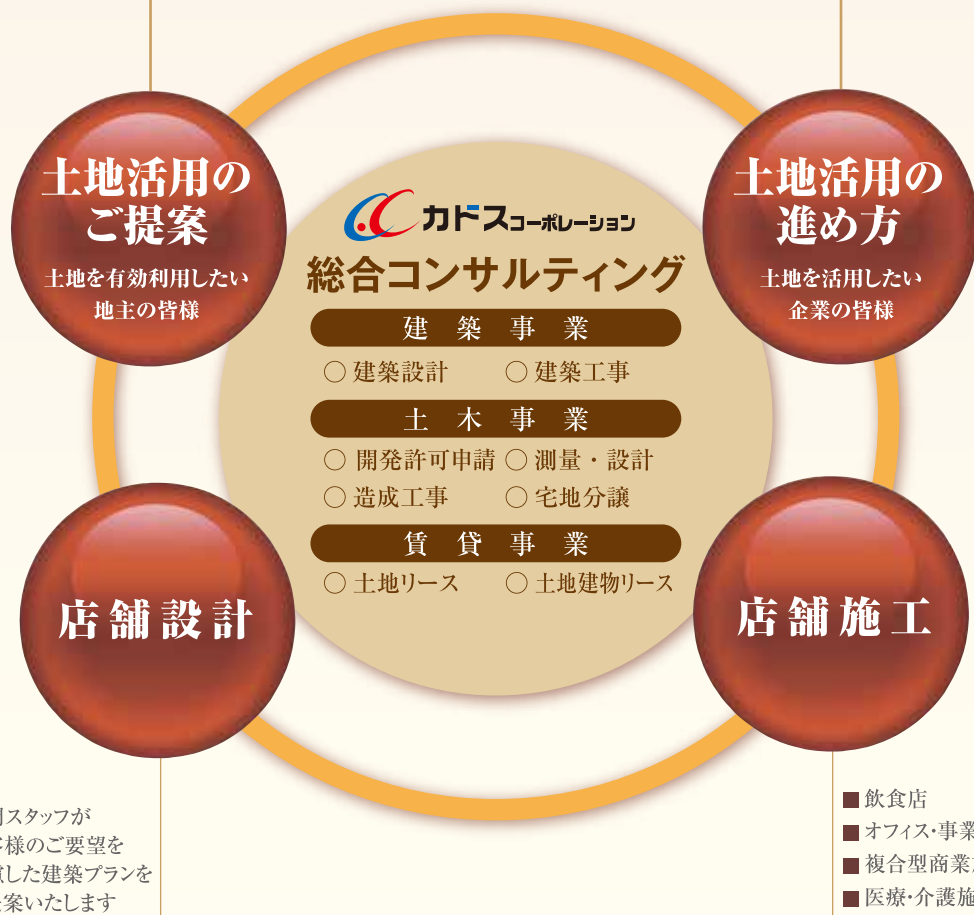 土地活用の
ご提案
土地を有効利用したい
地主の皆様
土地活用の
進め方
土地を活用したい
企業の皆様
カドスコーポレーション
総合コンサルティング
建築事業
○ 建築設計 ○ 建築工事
土木事業
○ 開発許可申請 ○ 測量・設計
○ 造成工事 ○ 宅地分譲
賃貸事業
○ 土地リース ○ 土地建物リース
店舗設計
店舗施工
スタッフが
様のご要望を
した建築プランを
案いたします
■ 飲食店
■ オフィス・事業
■ 複合型商業
■ 医療・介護施